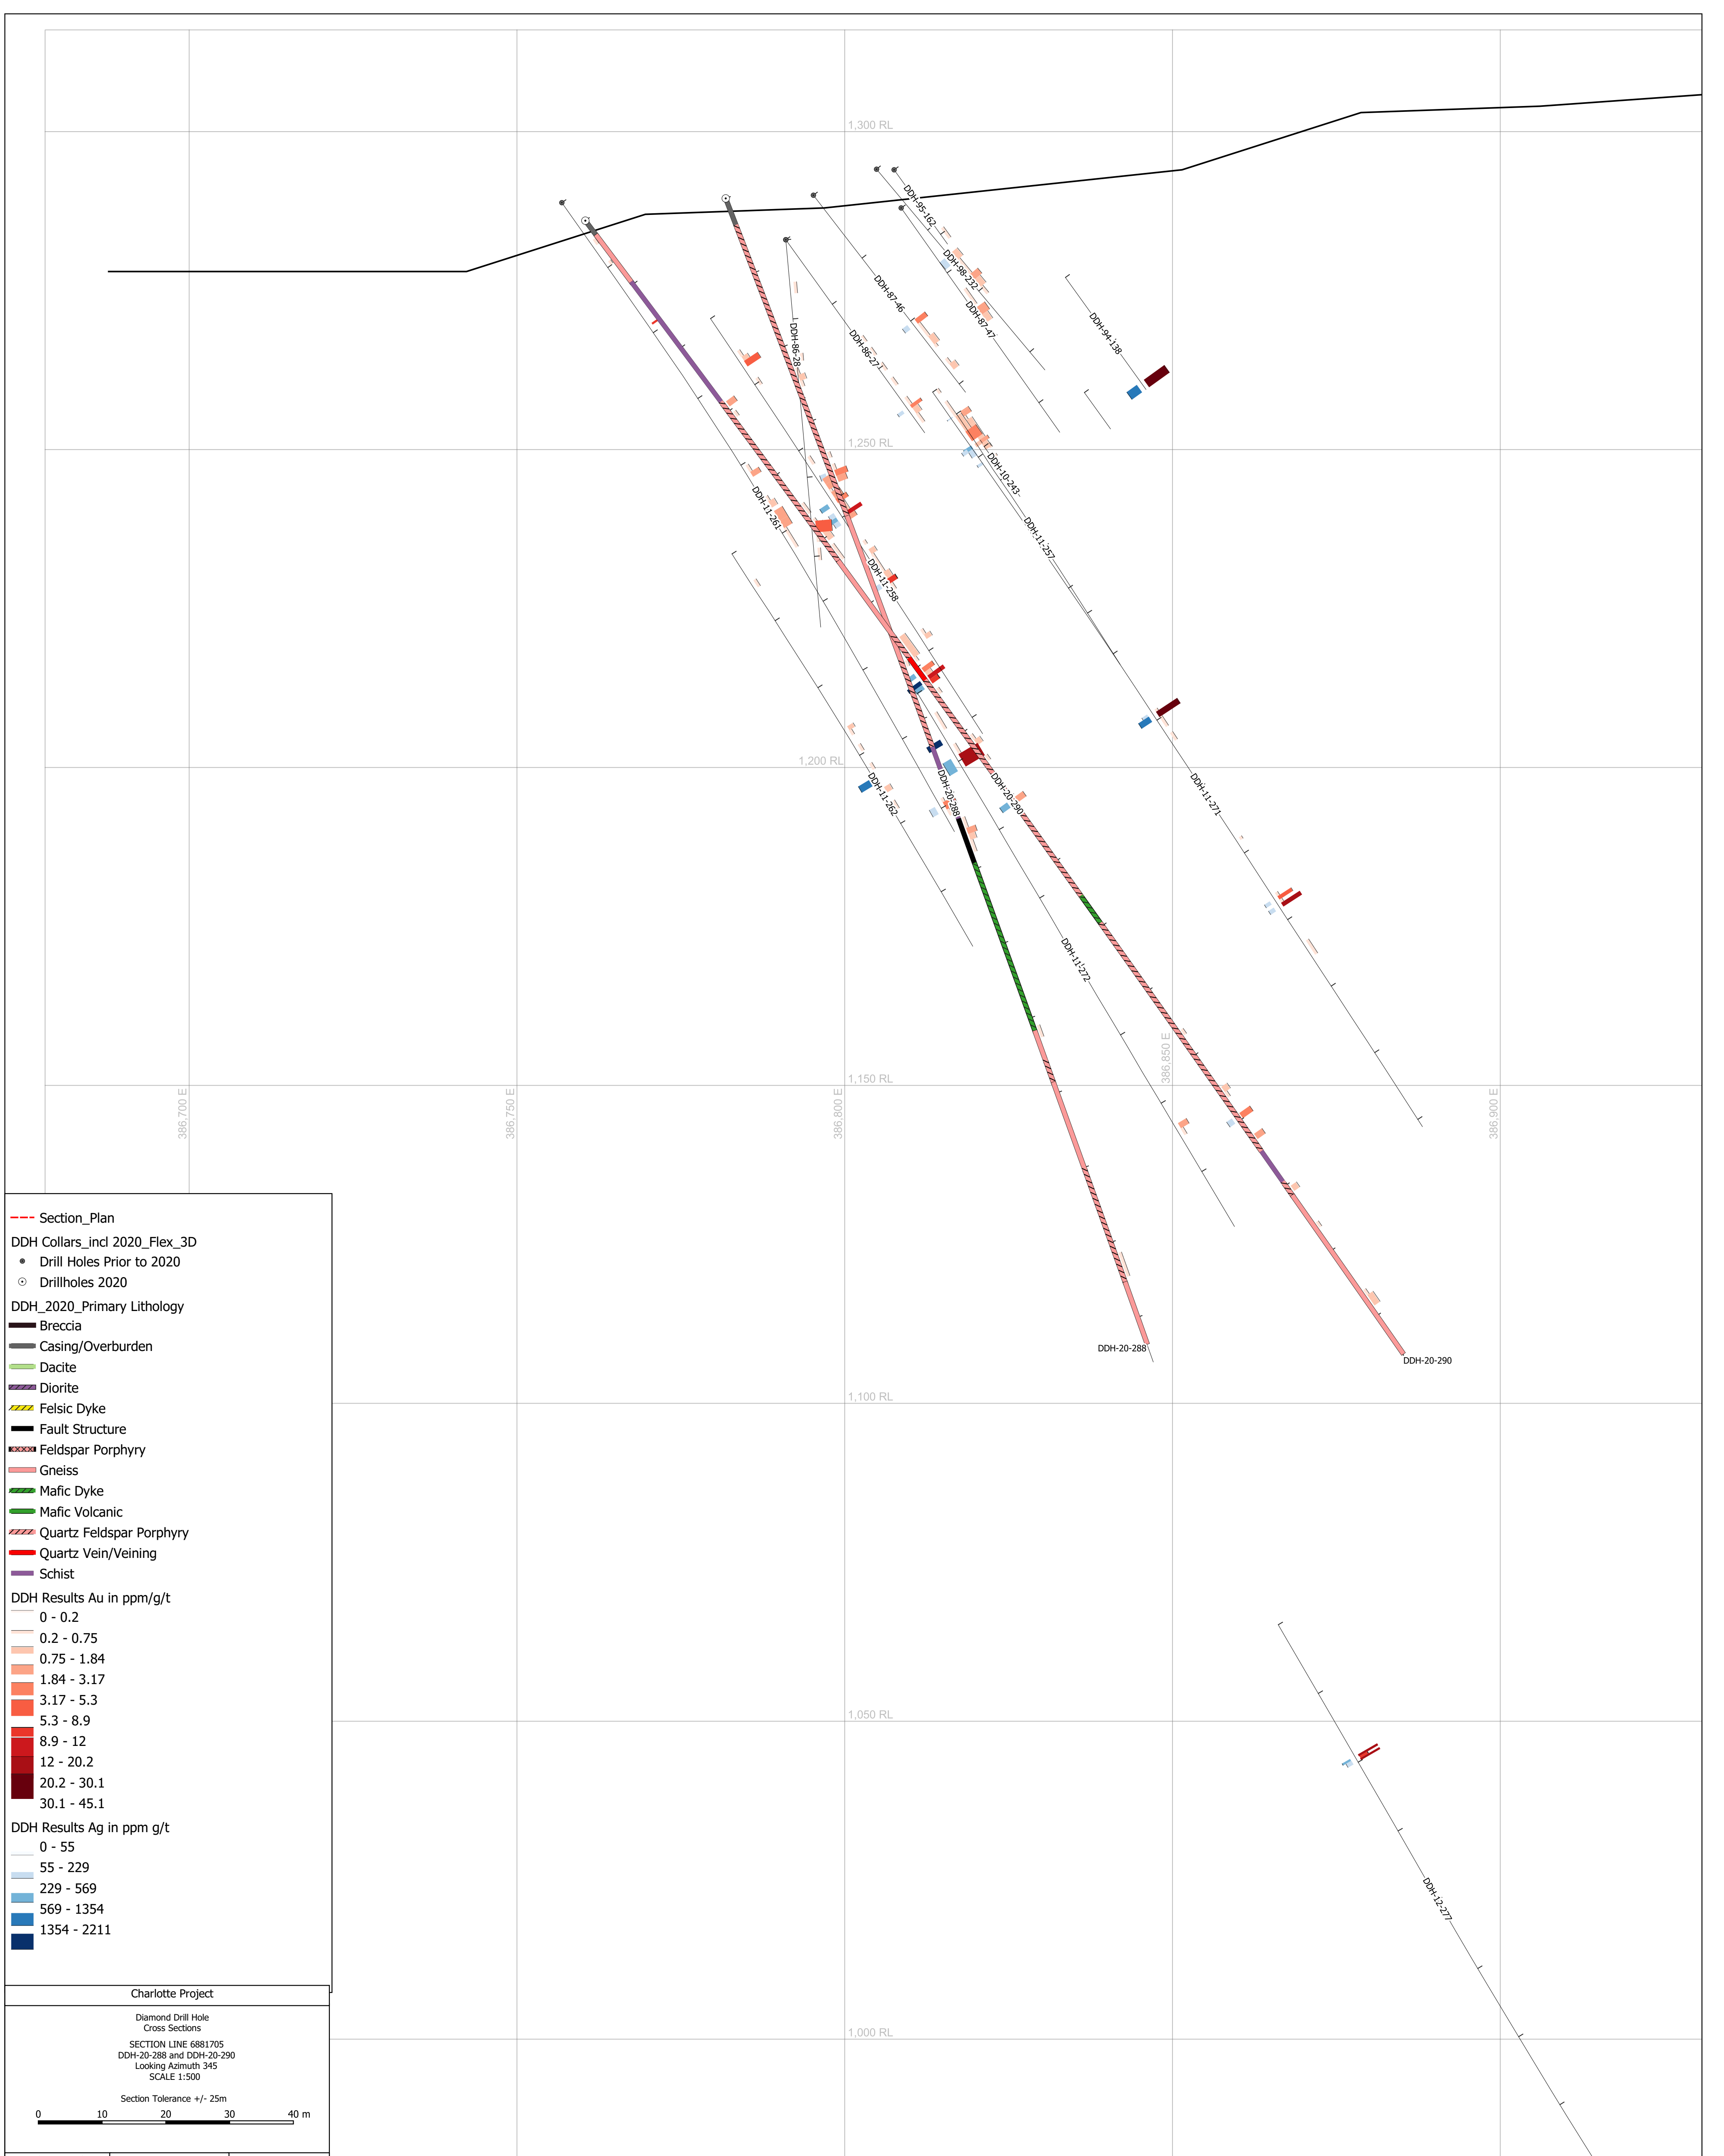 1,300 RL
DDH-95-162
DDH-98-232
DDH-87-46
DDH-87-47
DDH-94-138
DDH-86-28
DDH-86-27
1,250 RL
DDH-10-243
DDH-11-261
DDH-11-257
DDH-11-258
1,200 RL
DDH-11-262
DDH-20-288
DDH-20-290
DDH-11-271
DDH-11-272
1,150 RL
386,700 E
386,750 E
386,800 E
386,850 E
386,900 E
DDH-20-288
DDH-20-290
1,100 RL
1,050 RL
DDH-12-277
1,000 RL
Section_Plan
DDH Collars_incl 2020_Flex_3D
Drill Holes Prior to 2020
Drillholes 2020
DDH_2020_Primary Lithology
Breccia
Casing/Overburden
Dacite
Diorite
Felsic Dyke
Fault Structure
Feldspar Porphyry
Gneiss
Mafic Dyke
Mafic Volcanic
Quartz Feldspar Porphyry
Quartz Vein/Veining
Schist
DDH Results Au in ppm/g/t
0 - 0.2
0.2 - 0.75
0.75 - 1.84
1.84 - 3.17
3.17 - 5.3
5.3 - 8.9
8.9 - 12
12 - 20.2
20.2 - 30.1
30.1 - 45.1
DDH Results Ag in ppm g/t
0 - 55
55 - 229
229 - 569
569 - 1354
1354 - 2211
Charlotte Project
Diamond Drill Hole
Cross Sections
SECTION LINE 6881705
DDH-20-288 and DDH-20-290
Looking Azimuth 345
SCALE 1:500
Section Tolerance +/- 25m
0 10 20 30 40 m